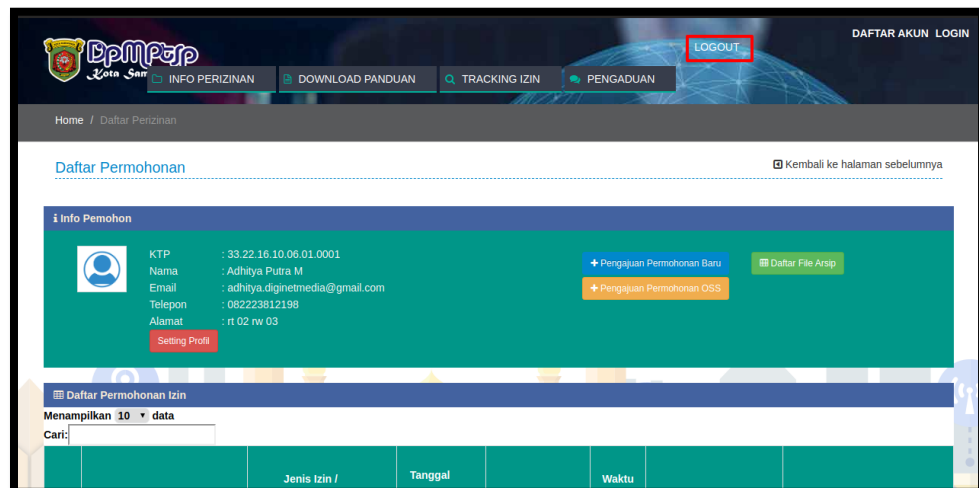 DAFTAR AKUN LOGIN
LOGOUT
DpmpTSP
Kota Sam
INFO PERIZINAN
DOWNLOAD PANDUAN
TRACKING IZIN
PENGADUAN
Home / Daftar Perizinan
Daftar Permohonan
Kembali ke halaman sebelumnya
Info Pemohon
KTP : 33.22.16.10.06.01.0001
Nama : Adhitya Putra M
Email : adhitya.diginetmedia@gmail.com
Telepon : 082223812198
Alamat : rt 02 rw 03
Setting Profil
+ Pengajuan Permohonan Baru
Daftar File Arsip
+ Pengajuan Permohonan OSS
Daftar Permohonan Izin
Menampilkan 10 data
Cari:
Jenis Izin /
Tanggal
Waktu